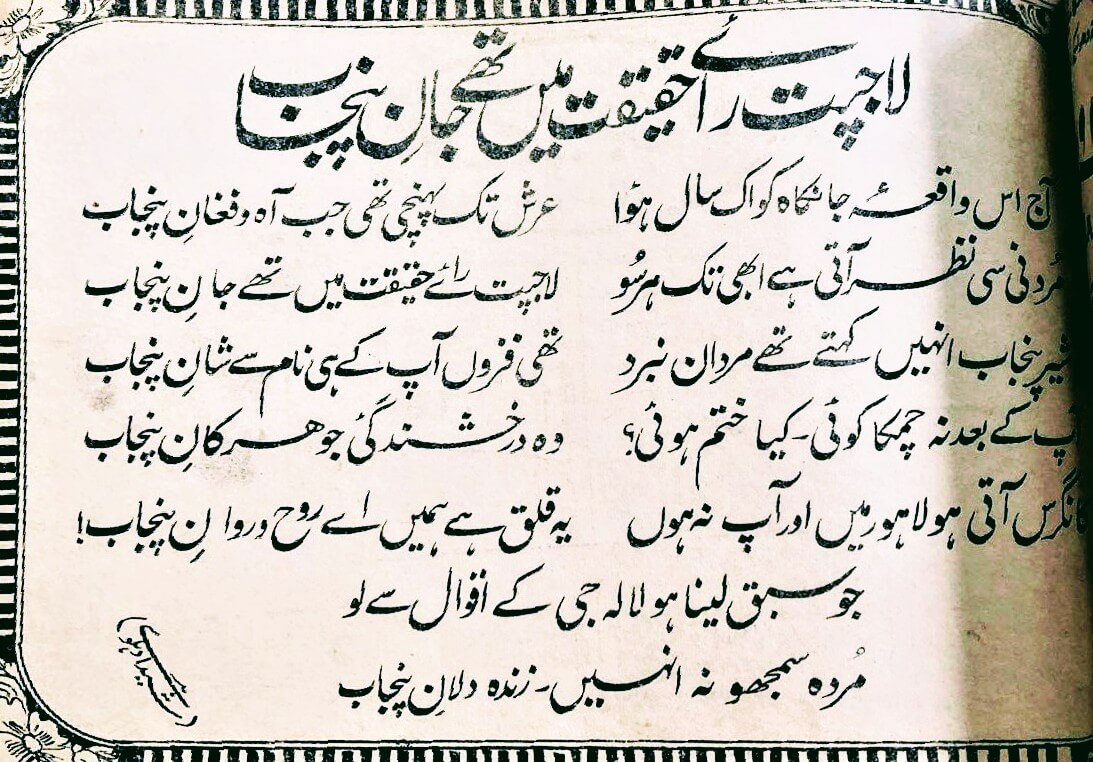 لاجپت رائے حقیقت میں تھے جانِ پنجاب
آج اس واقعۂ جانکاہ کو اک سال ہؤا عرش تک پہنچی تھی جب آہ و فغانِ پنجاب
مُردنی سی نظر آتی ہے ابھی تک ہر سُو لاجپت رائے حقیقت میں تھے جانِ پنجاب
شیرِ پنجاب انہیں کہتے تھے مردان نبرد تھی فزوں آپ کے ہی نام سے شانِ پنجاب
آپ کے بعد نہ چمکا کوئی۔ کیا ختم ہوئی؟ وہ درخشندگئ جوہر کانِ پنجاب
کانگرس آتی ہو لاہور میں اور آپ نہ ہوں یہ قلق ہے ہمیں اے روح و روانِ پنجاب!
جو سبق لینا ہو لالہ جی کے اقوال سے لو
مُردہ سمجھو نہ انہیں۔ زندہ دلانِ پنجاب